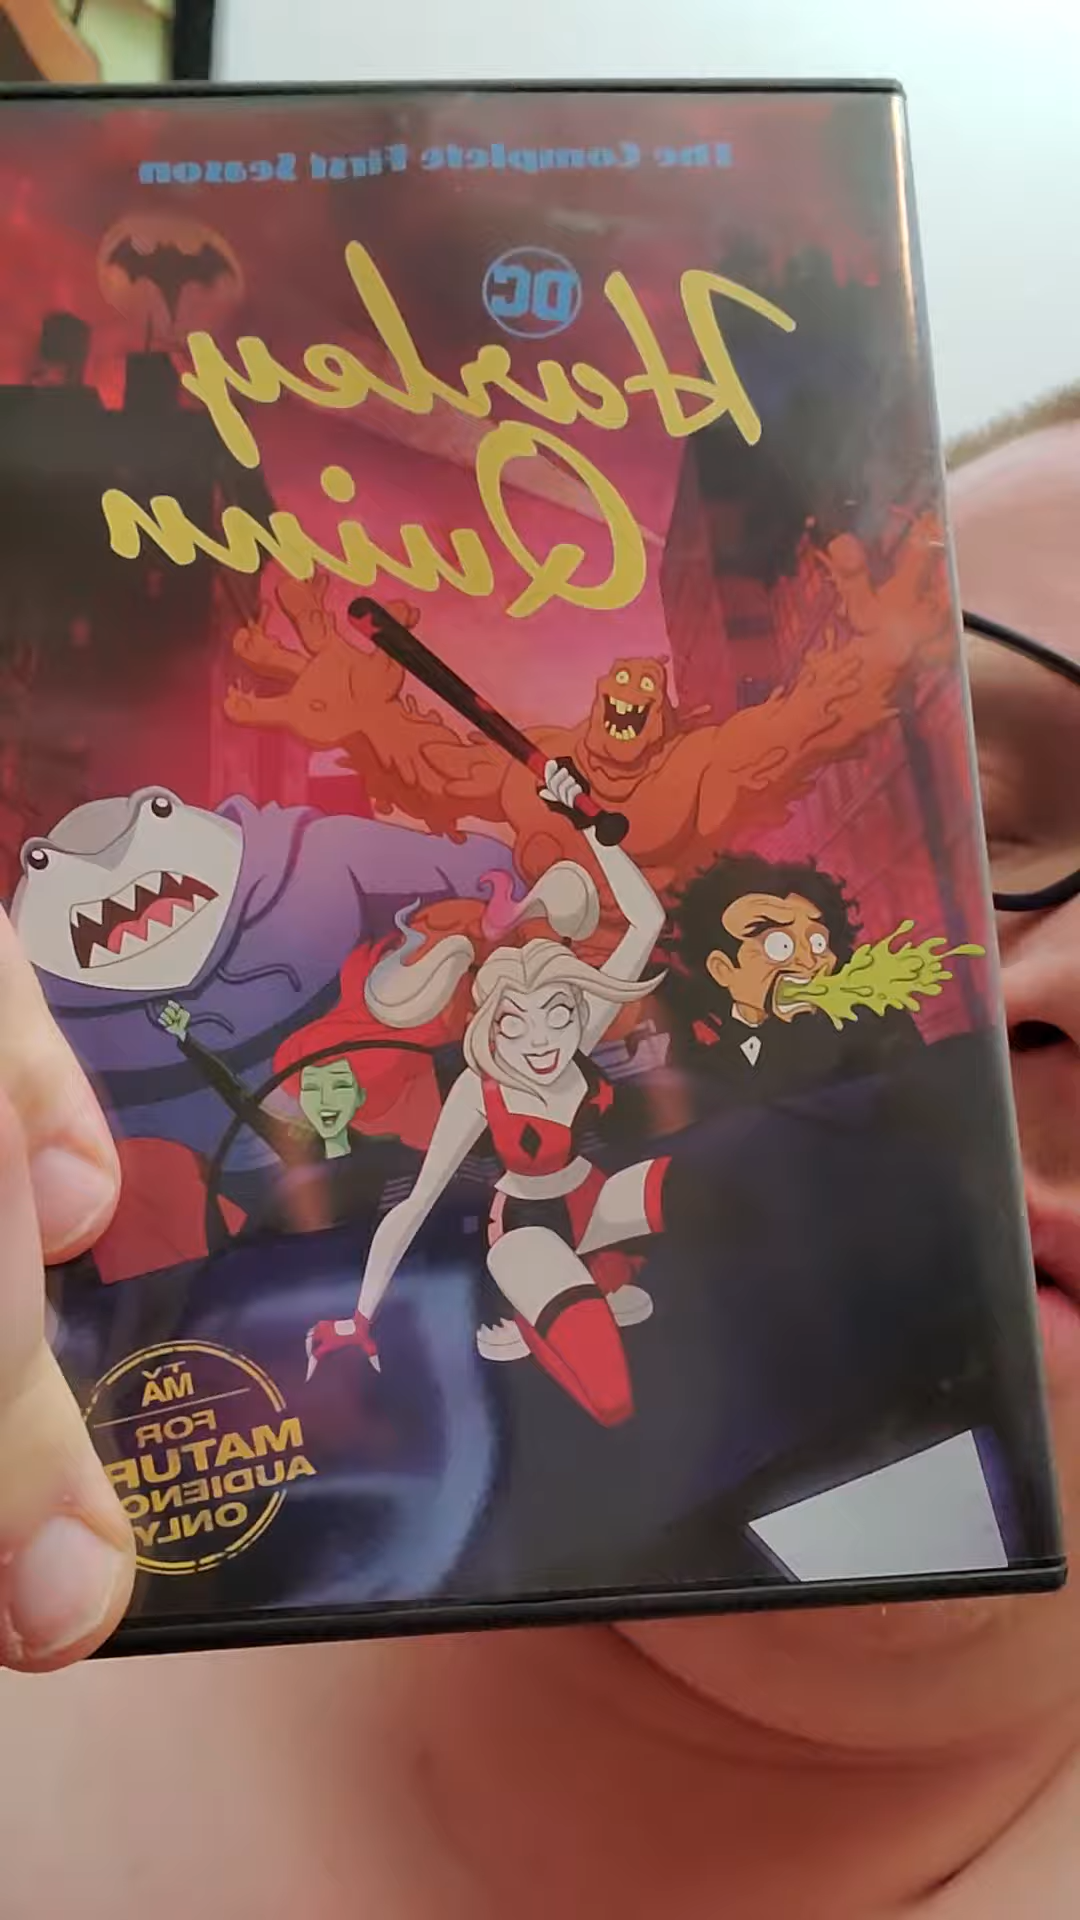 The Complete First Season
DC
Harley
Quinn
TV
MA
FOR
MATUR
AUDIENC
ONLY